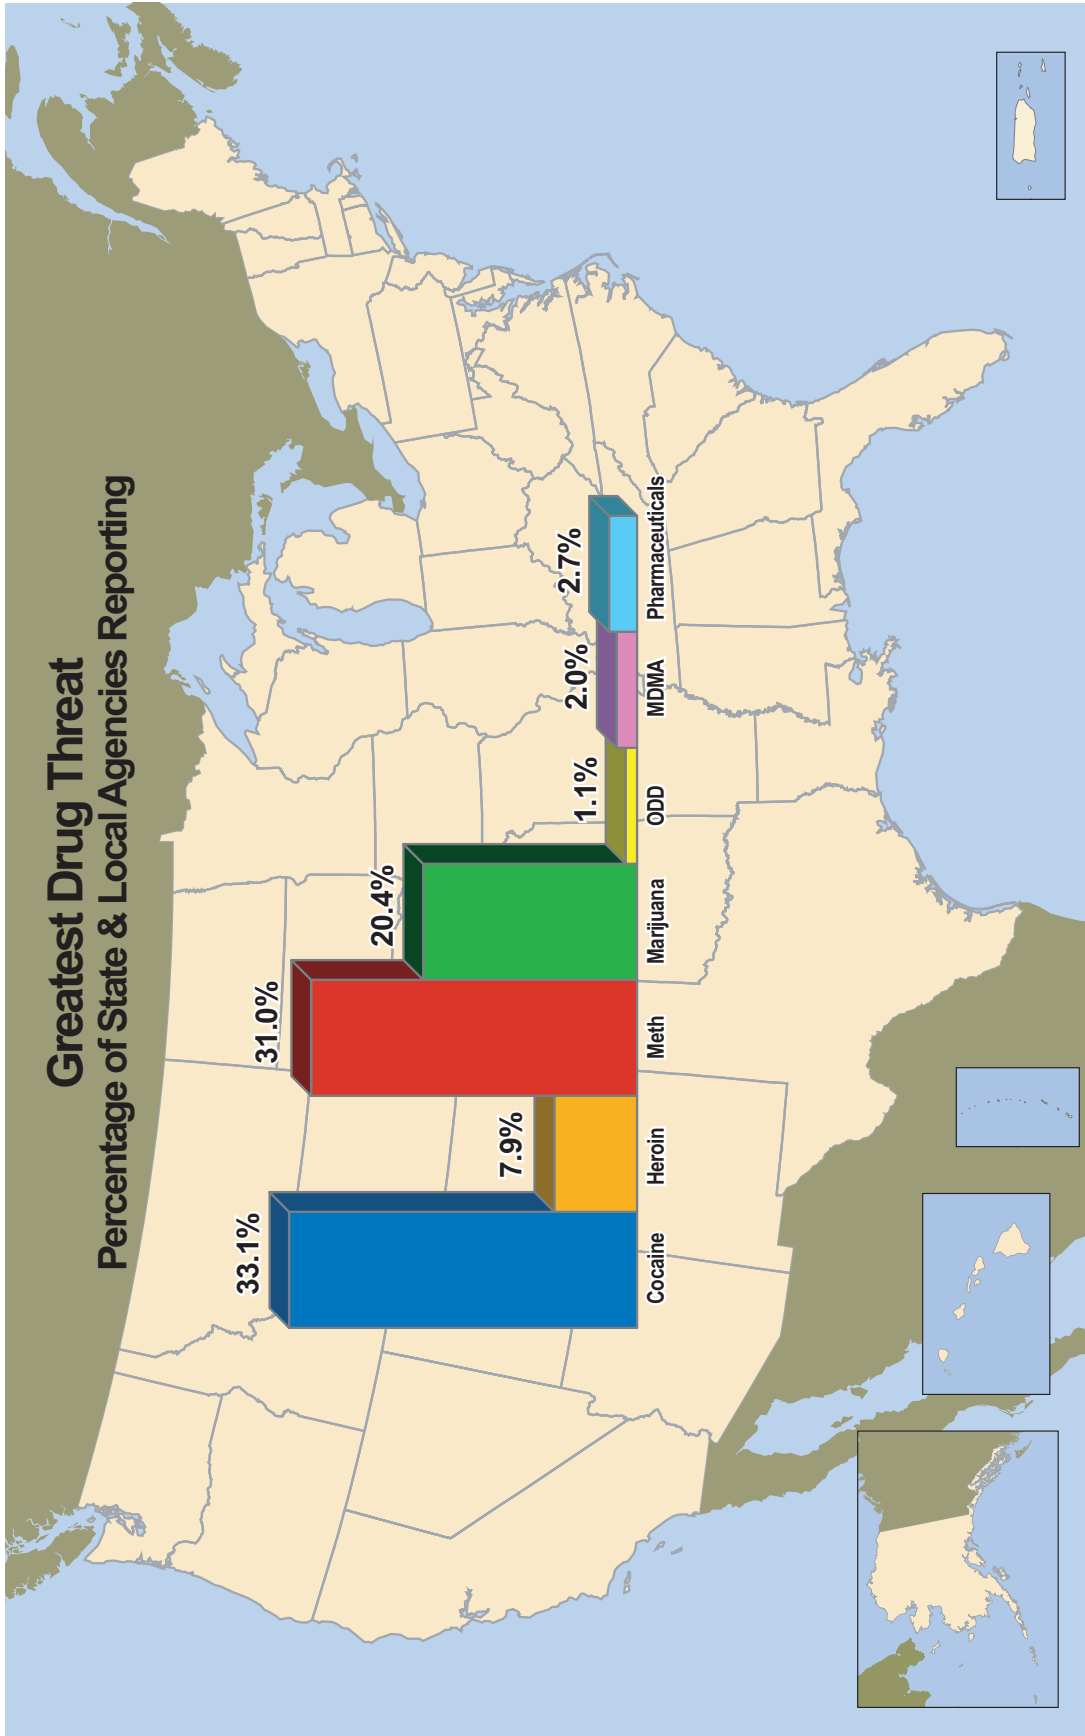 Greatest Drug Threat
Percentage of State & Local Agencies Reporting
33.1%
7.9%
31.0%
20.4%
1.1%
2.0%
2.7%
Cocaine
Heroin
Meth
Marijuana
ODD
MDMA
Pharmaceuticals